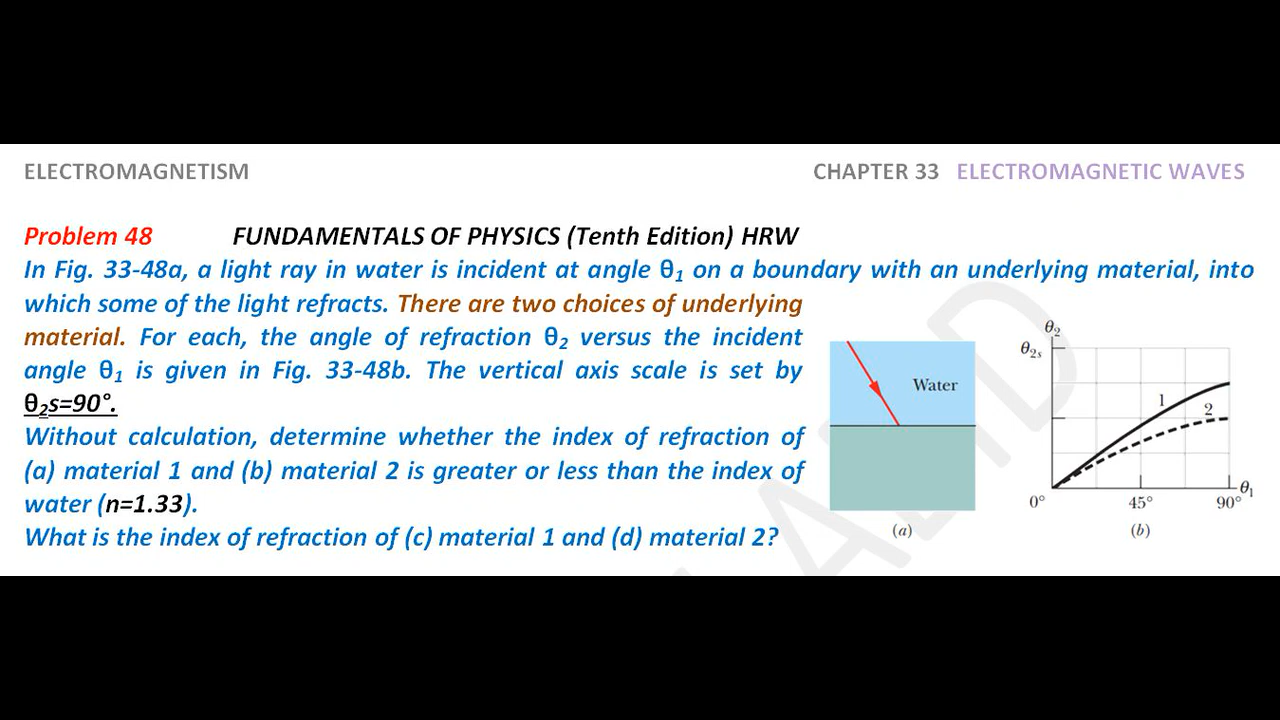 ELECTROMAGNETISM CHAPTER 33 ELECTROMAGNETIC WAVES
Problem 48 FUNDAMENTALS OF PHYSICS (Tenth Edition) HRW
In Fig. 33-48a, a light ray in water is incident at angle θ₁ on a boundary with an underlying material, into
which some of the light refracts. There are two choices of underlying
material. For each, the angle of refraction θ₂ versus the incident
angle θ₁ is given in Fig. 33-48b. The vertical axis scale is set by
θ₂s=90°.
Without calculation, determine whether the index of refraction of
(a) material 1 and (b) material 2 is greater or less than the index of
water (n=1.33).
What is the index of refraction of (c) material 1 and (d) material 2?
Water
(a)
θ₂
θ₂s
1
2
0° 45° 90° θ₁
(b)